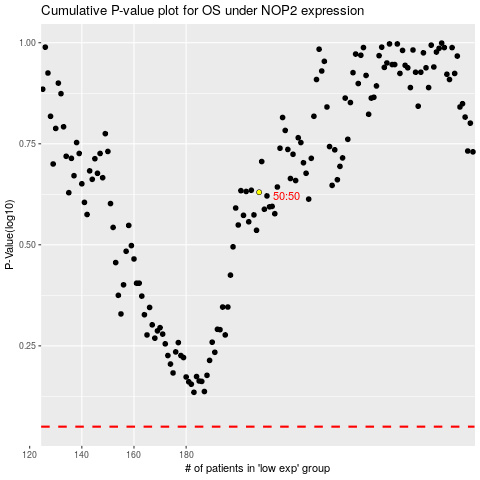 Cumulative P-value plot for OS under NOP2 expression
P-Value(log10)
1.00
0.75
0.50
0.25
50:50
120 140 160 180
# of patients in 'low exp' group